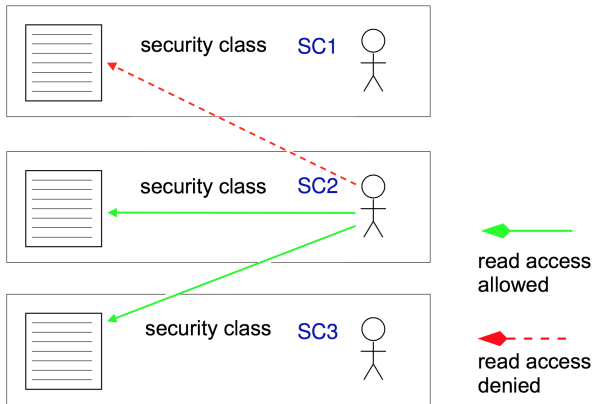 security class SC1
security class SC2
security class SC3
read access
allowed
read access
denied